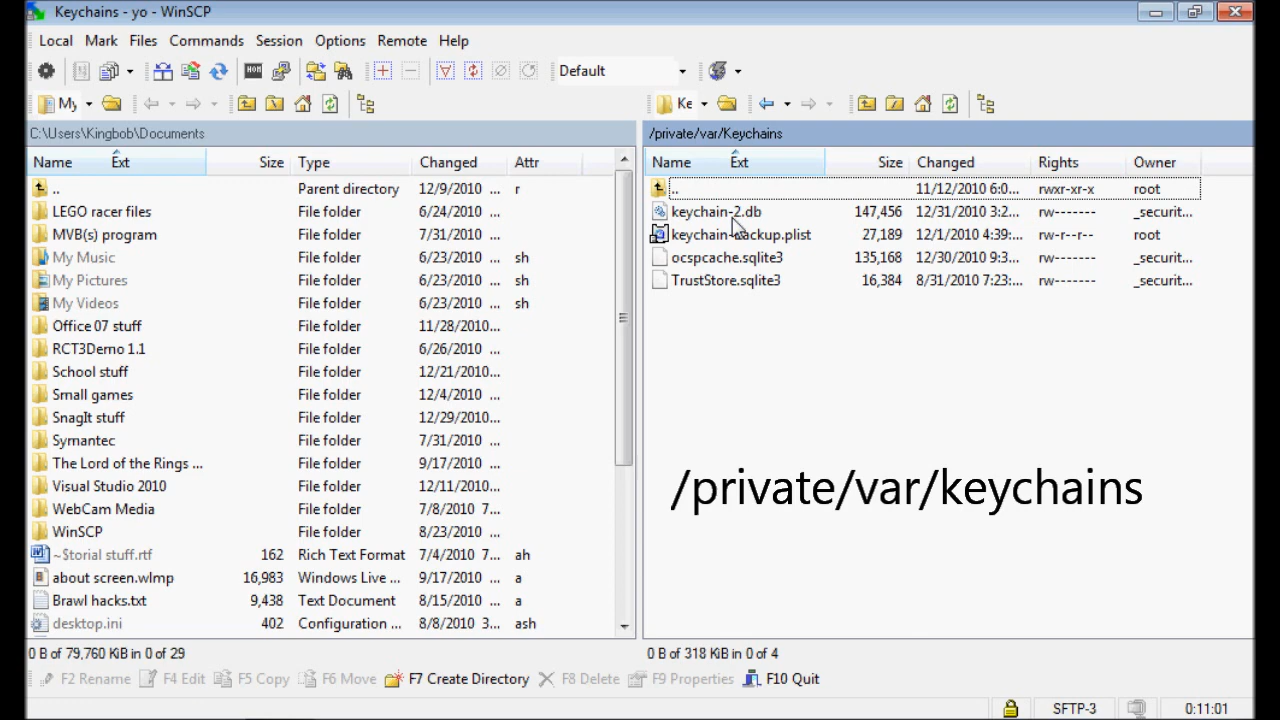 Keychains - yo - WinSCP
Local Mark Files Commands Session Options Remote Help
Default
My Ke
C:\Users\Kingbob\Documents /private/var/Keychains
Name Ext Size Type Changed Attr Name Ext Size Changed Rights Owner
.. Parent directory 12/9/2010 ... r .. 11/12/2010 6:0... rwxr-xr-x root
LEGO racer files File folder 6/24/2010 ... keychain-2.db 147,456 12/31/2010 3:2... rw------- _securit...
MVB(s) program File folder 7/31/2010 ... 27,189 12/1/2010 4:39:... rw-r--r-- root
My Music File folder 6/23/2010 ... sh ocspcache.sqlite3 135,168 12/30/2010 9:3... rw------- _securit...
My Pictures File folder 6/23/2010 ... sh TrustStore.sqlite3 16,384 8/31/2010 7:23:... rw------- _securit...
My Videos File folder 6/23/2010 ... sh
Office 07 stuff File folder 11/28/2010...
RCT3Demo 1.1 File folder 6/26/2010 ...
School stuff File folder 12/21/2010...
Small games File folder 12/4/2010 ...
SnagIt stuff File folder 12/29/2010...
Symantec File folder 7/31/2010 ...
The Lord of the Rings ... File folder 9/17/2010 ...
Visual Studio 2010 File folder 12/11/2010...
WebCam Media File folder 7/8/2010 7...
WinSCP File folder 8/23/2010 ...
~$torial stuff.rtf 162 Rich Text Format 7/4/2010 7... ah
about screen.wlmp 16,983 Windows Live ... 9/17/2010 ... a
Brawl hacks.txt 9,438 Text Document 8/15/2010 ... a
desktop.ini 402 Configuration ... 8/8/2010 3... ash
/private/var/keychains
0 B of 79,760 KiB in 0 of 29 0 B of 318 KiB in 0 of 4
F2 Rename F4 Edit F5 Copy F6 Move F7 Create Directory F8 Delete F9 Properties F10 Quit
SFTP-3 0:11:01